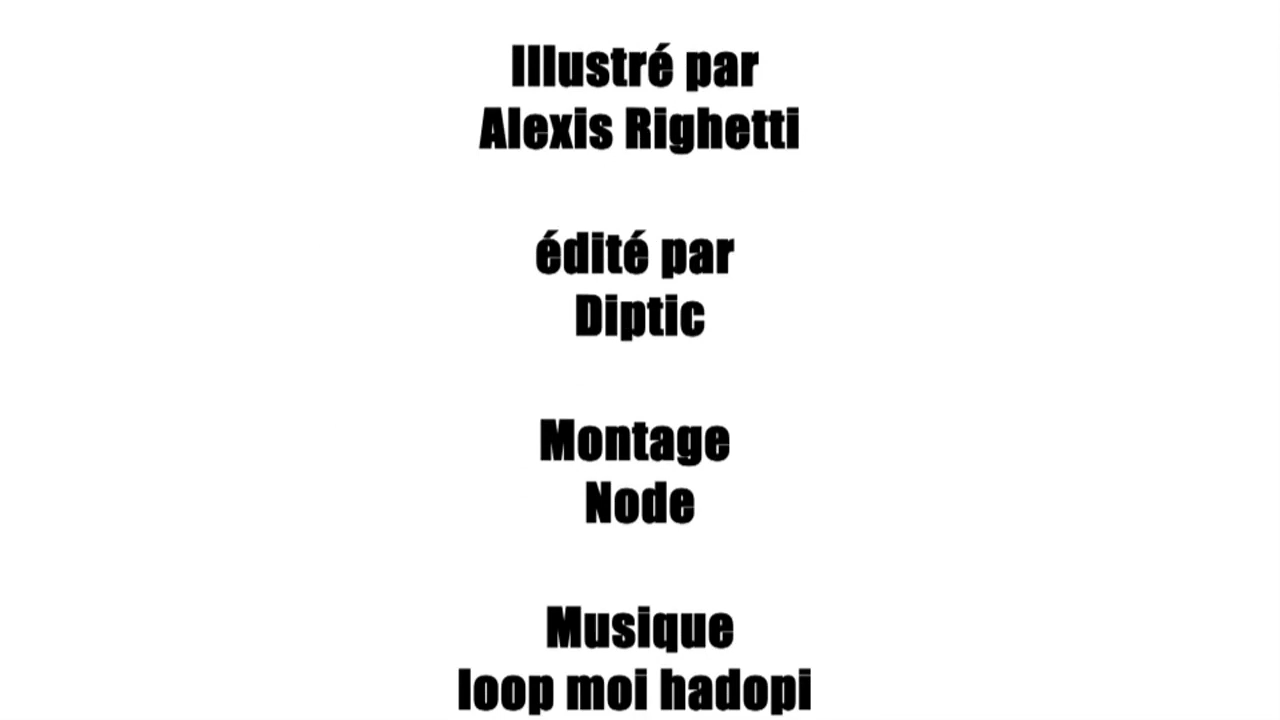 Illustré par
Alexis Righetti
édité par
Diptic
Montage
Node
Musique
loop moi hadopi